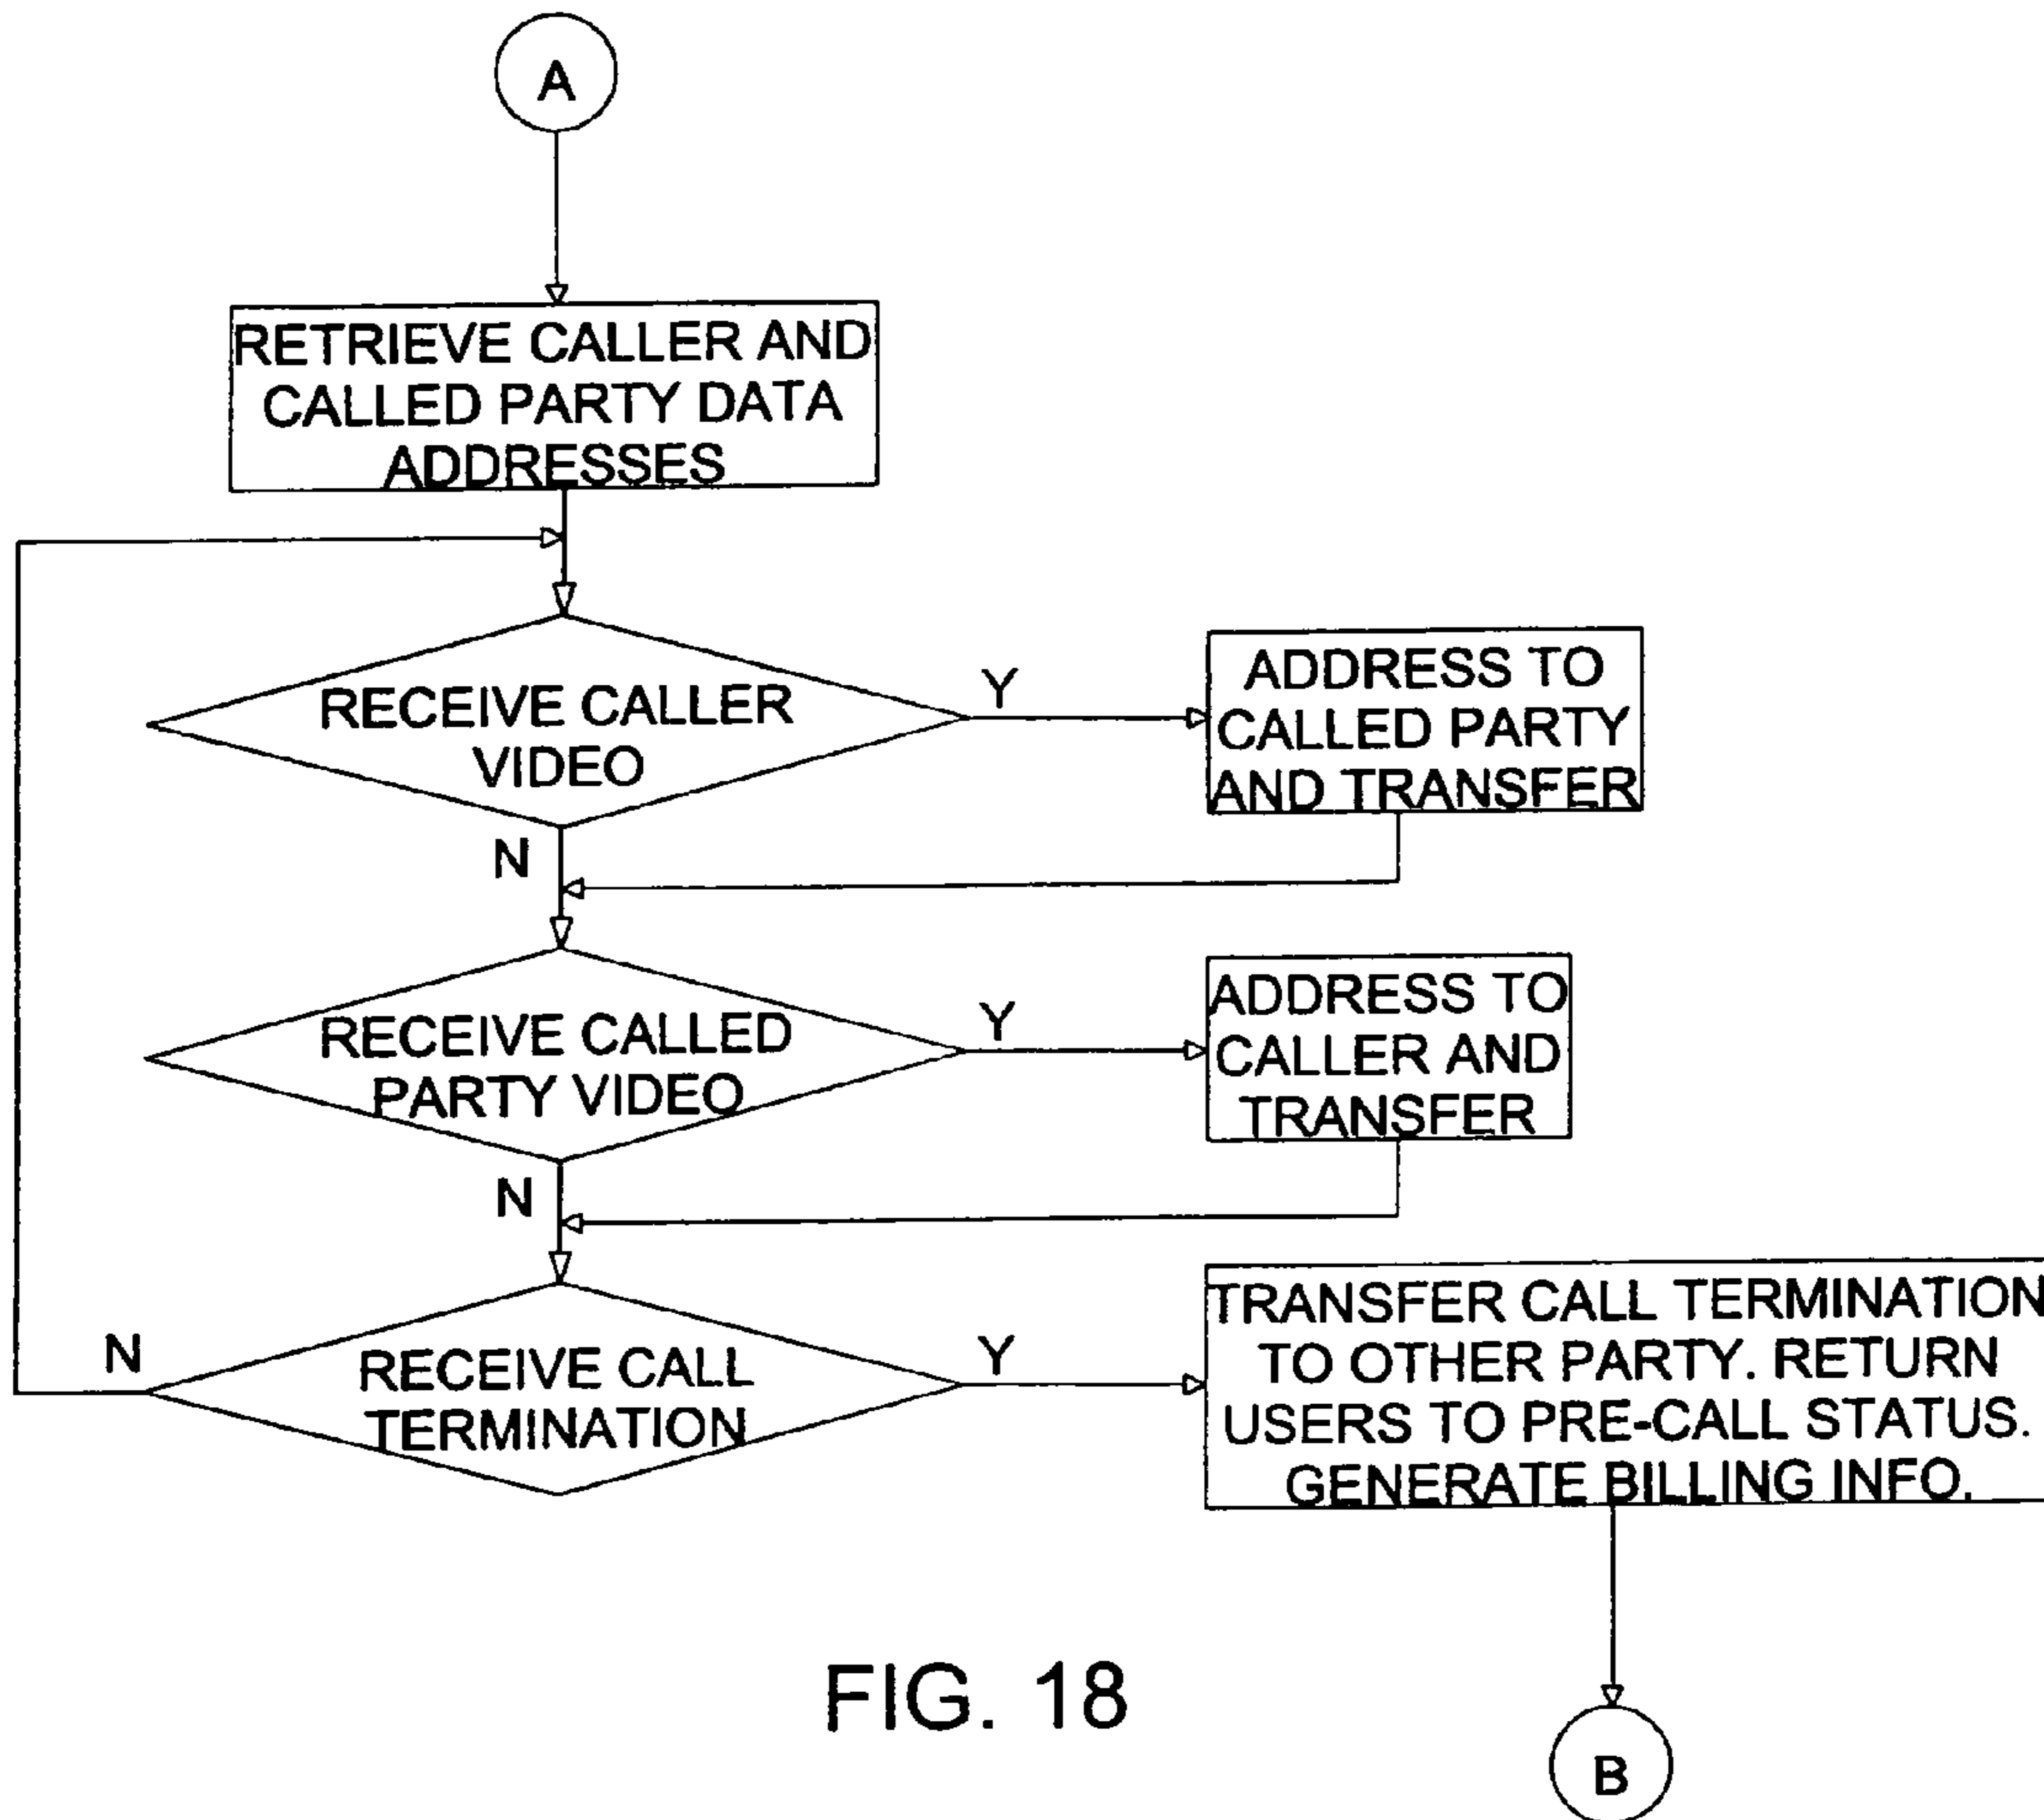 A
RETRIEVE CALLER AND
CALLED PARTY DATA
ADDRESSES
RECEIVE CALLER
VIDEO
Y
ADDRESS TO
CALLED PARTY
AND TRANSFER
N
RECEIVE CALLED
PARTY VIDEO
Y
ADDRESS TO
CALLER AND
TRANSFER
N
RECEIVE CALL
TERMINATION
N
Y
TRANSFER CALL TERMINATION
TO OTHER PARTY. RETURN
USERS TO PRE-CALL STATUS.
GENERATE BILLING INFO.
B
FIG. 18